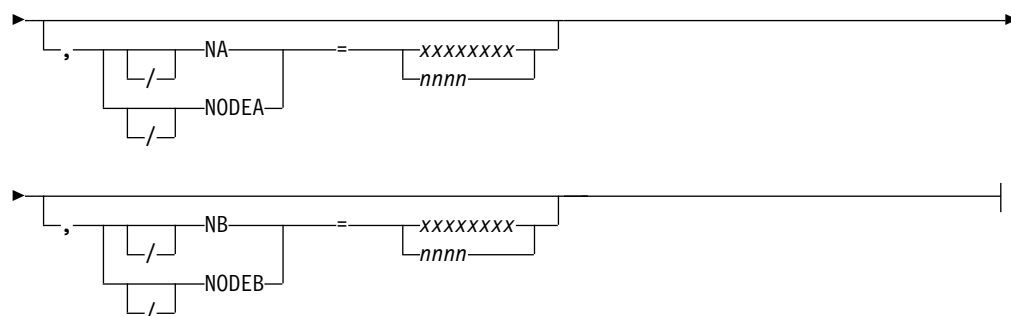 , / NA = xxxxxxxx
/ NODEA nnnn
, / NB = xxxxxxxx
/ NODEB nnnn